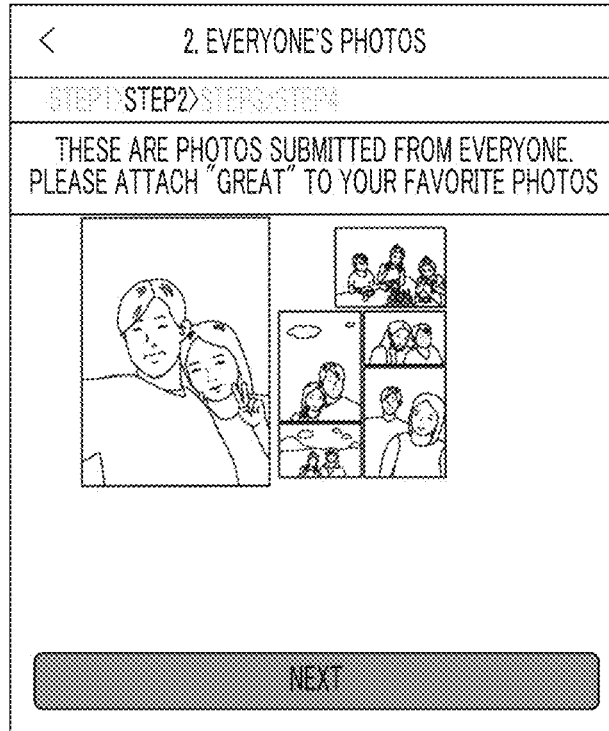 < 2. EVERYONE'S PHOTOS
STEP1>STEP2>STEP3>STEP4
THESE ARE PHOTOS SUBMITTED FROM EVERYONE.
PLEASE ATTACH "GREAT" TO YOUR FAVORITE PHOTOS
NEXT